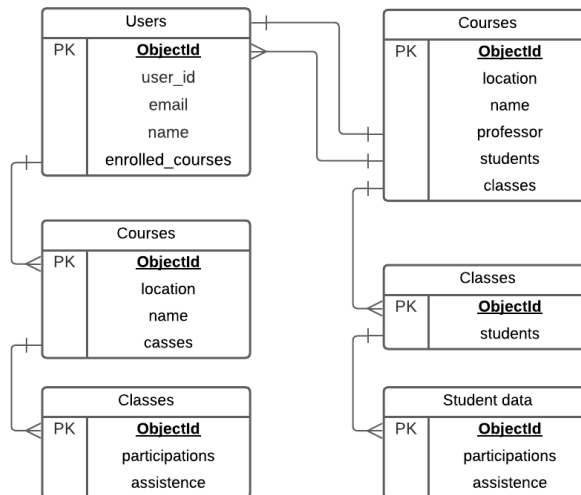 Users
PK ObjectId
user_id
email
name
enrolled_courses
Courses
PK ObjectId
location
name
casses
Classes
PK ObjectId
participations
assistence
Courses
PK ObjectId
location
name
professor
students
classes
Classes
PK ObjectId
students
Student data
PK ObjectId
participations
assistence